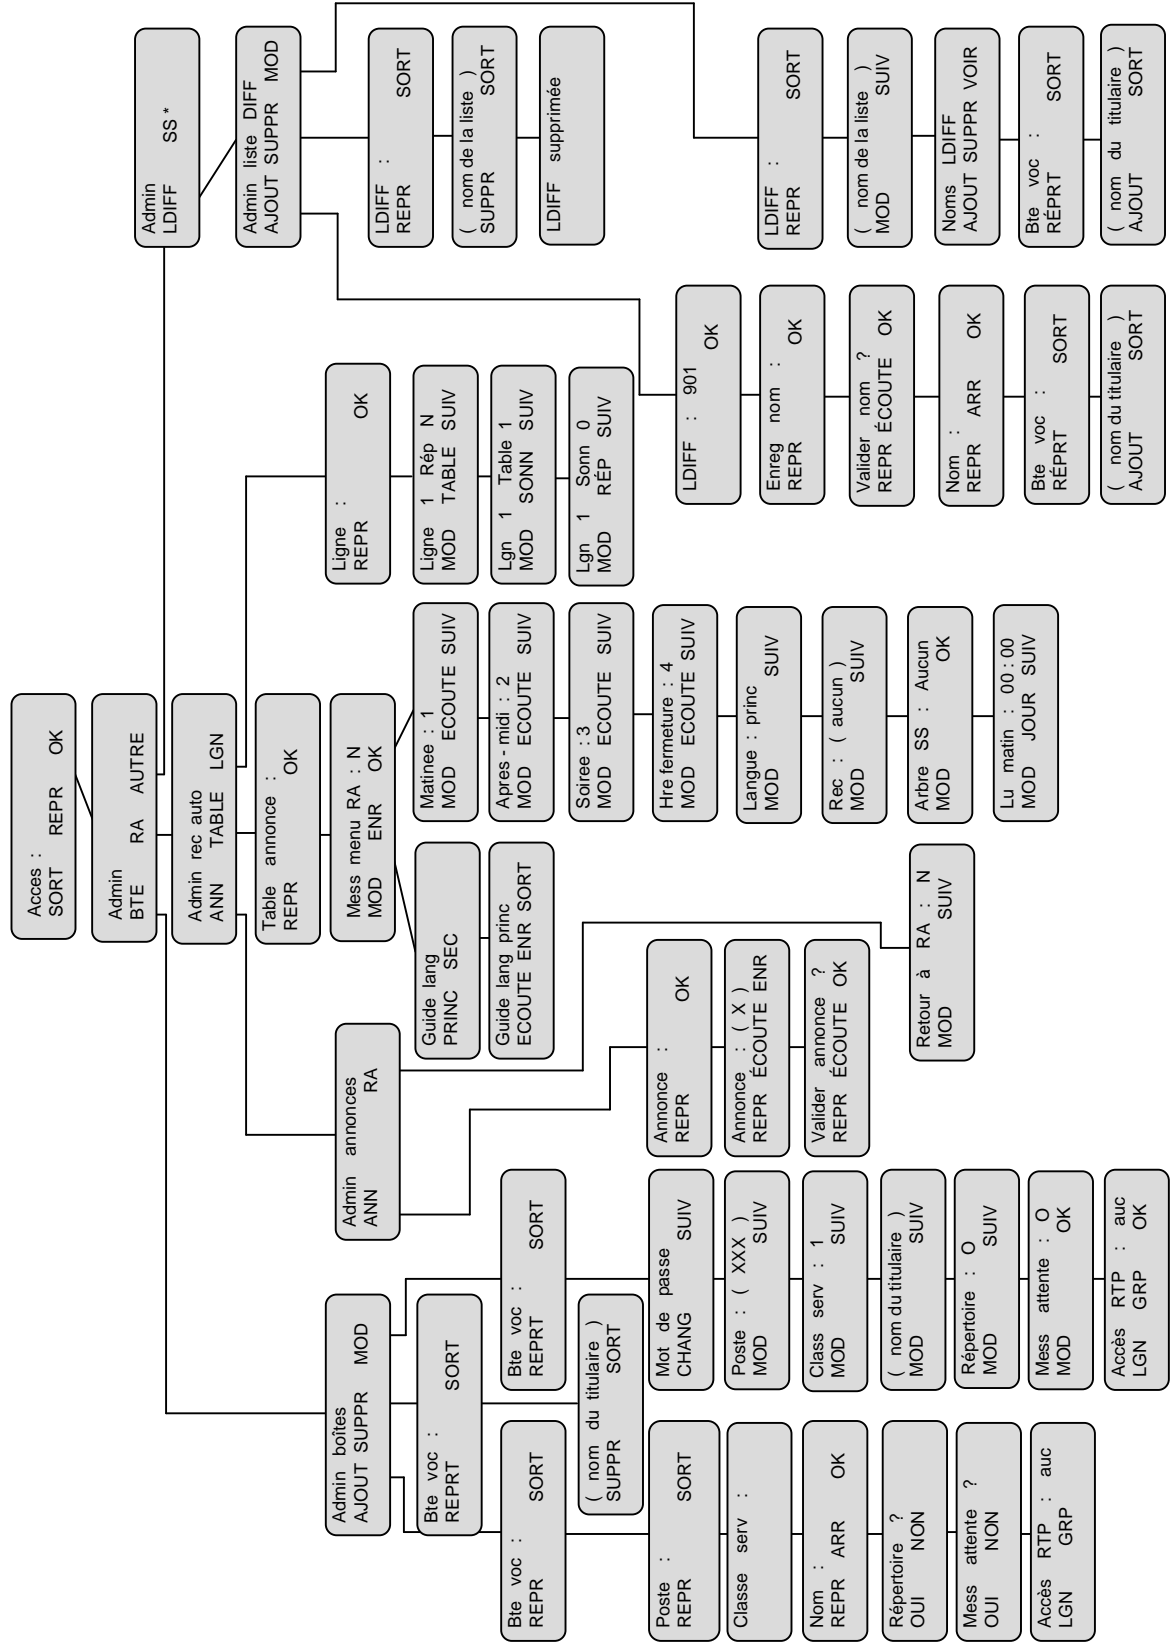 Acces :
SORT REPR OK
Admin
BTE RA AUTRE
Admin rec auto
ANN TABLE LGN
Table annonce :
REPR OK
Mess menu RA : N
MOD ENR OK
Admin
LDIFF SS *
Admin liste DIFF
AJOUT SUPPR MOD
LDIFF :
REPR SORT
( nom de la liste )
SUPPR SORT
LDIFF supprimée
LDIFF :
REPR SORT
( nom de la liste )
MOD SUIV
Noms LDIFF
AJOUT SUPPR VOIR
Bte voc :
RÉPRT SORT
( nom du titulaire )
AJOUT SORT
LDIFF : 901
OK
Enreg nom :
REPR OK
Valider nom ?
REPR ÉCOUTE OK
Nom :
REPR ARR OK
Bte voc :
RÉPRT SORT
( nom du titulaire )
AJOUT SORT
Ligne :
REPR OK
Ligne 1 Rép N
MOD TABLE SUIV
Lgn 1 Table 1
MOD SONN SUIV
Lgn 1 Sonn 0
MOD RÉP SUIV
Matinee : 1
MOD ECOUTE SUIV
Apres - midi : 2
MOD ECOUTE SUIV
Soiree : 3
MOD ECOUTE SUIV
Hre fermeture : 4
MOD ECOUTE SUIV
Langue : princ
MOD SUIV
Rec : ( aucun )
MOD SUIV
Arbre SS : Aucun
MOD OK
Lu matin : 00 : 00
MOD JOUR SUIV
Guide lang
PRINC SEC
Guide lang princ
ECOUTE ENR SORT
Admin annonces
ANN RA
Annonce :
REPR OK
Annonce : ( X )
REPR ÉCOUTE ENR
Valider annonce ?
REPR ÉCOUTE OK
Retour à RA : N
MOD SUIV
Admin boîtes
AJOUT SUPPR MOD
Bte voc :
REPRT SORT
Bte voc :
REPRT SORT
( nom du titulaire )
SUPPR SORT
Mot de passe
CHANG SUIV
Poste : ( XXX )
MOD SUIV
Class serv : 1
MOD SUIV
( nom du titulaire )
MOD SUIV
Répertoire : O
MOD SUIV
Mess attente : O
MOD OK
Accès RTP : auc
LGN GRP OK
Bte voc :
REPR SORT
Poste :
REPR SORT
Classe serv :
Nom :
REPR ARR OK
Répertoire ?
OUI NON
Mess attente ?
OUI NON
Accès RTP : auc
LGN GRP